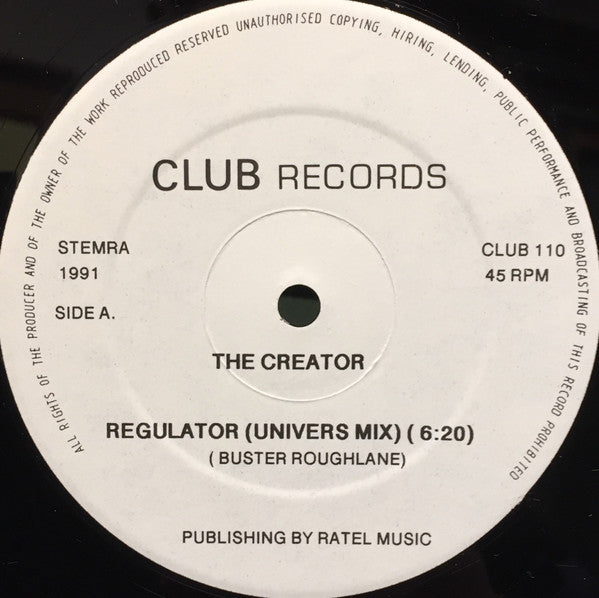 ALL RIGHTS OF THE PRODUCER AND OF THE OWNER OF THE WORK REPRODUCED RESERVED UNAUTHORISED COPYING, HIRING, LENDING, PUBLIC PERFORMANCE AND BROADCASTING OF THIS RECORD PROHIBITED
CLUB RECORDS
STEMRA
1991
SIDE A.
CLUB 110
45 RPM
THE CREATOR
REGULATOR (UNIVERS MIX) ( 6:20)
( BUSTER ROUGHLANE)
PUBLISHING BY RATEL MUSIC